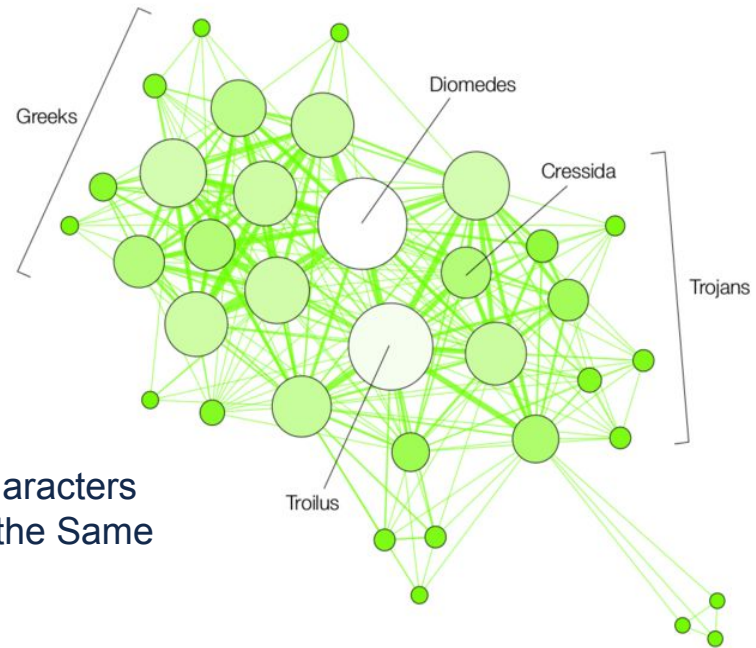 Diomedes
Greeks
Cressida
Trojans
Troilus
aracters
the Same